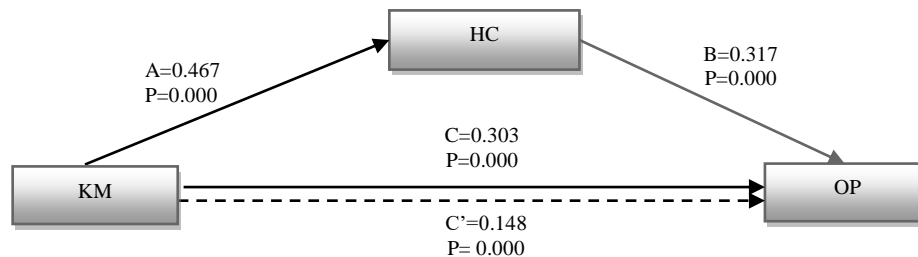 HC
A=0.467
P=0.000
B=0.317
P=0.000
C=0.303
P=0.000
KM
OP
C’=0.148
P= 0.000